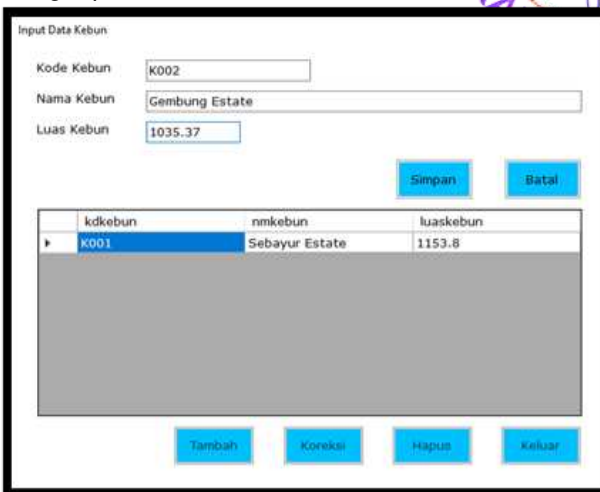 Input Data Kebun
Kode Kebun K002
Nama Kebun Gembung Estate
Luas Kebun 1035.37
Simpan Batal
kdkebun nmkebun luaskebun
K001 Sebayur Estate 1153.8
Tambah Koreksi Hapus Keluar